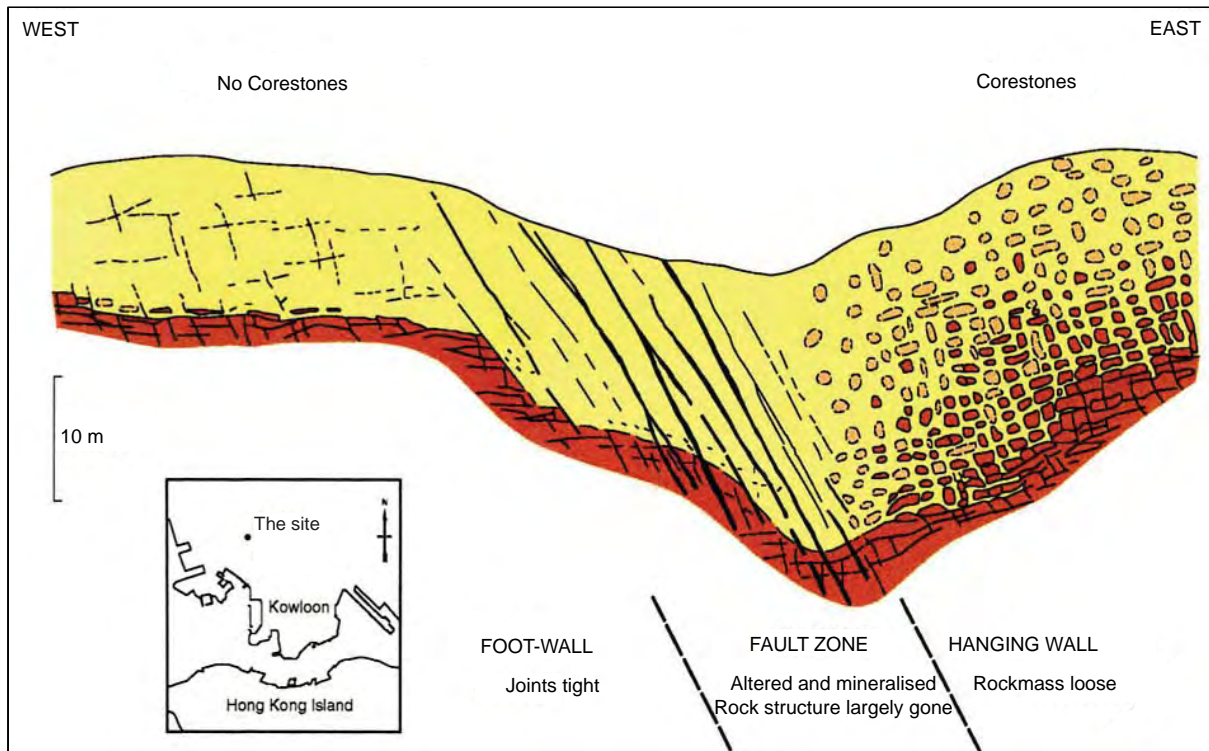 WEST
EAST
No Corestones
Corestones
10 m
N
The site
Kowloon
Hong Kong Island
FOOT-WALL
Joints tight
FAULT ZONE
Altered and mineralised
Rock structure largely gone
HANGING WALL
Rockmass loose